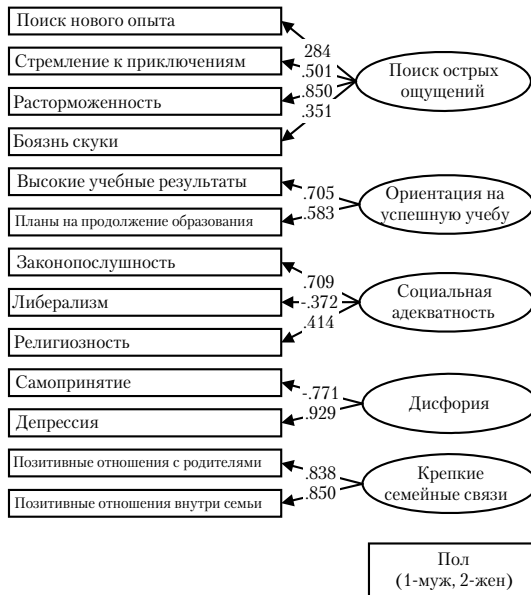 Поиск нового опыта
.284
Стремление к приключениям
.501
Поиск острых
ощущений
Расторможенность
.850
.351
Боязнь скуки
Высокие учебные результаты
.705
Ориентация на
успешную учебу
.583
Планы на продолжение образования
Законопослушность
.709
Социальная
адекватность
Либерализм
-.372
.414
Религиозность
Самопринятие
-.771
Дисфория
.929
Депрессия
Позитивные отношения с родителями
.838
Крепкие
семейные связи
.850
Позитивные отношения внутри семьи
Пол
(1-муж, 2-жен)